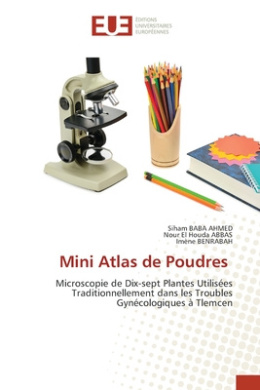 EUE
ÉDITIONS
UNIVERSITAIRES
EUROPÉENNES
Siham BABA AHMED
Nour El Houda ABBAS
Imène BENRABAH
Mini Atlas de Poudres
Microscopie de Dix-sept Plantes Utilisées
Traditionnellement dans les Troubles
Gynécologiques à Tlemcen